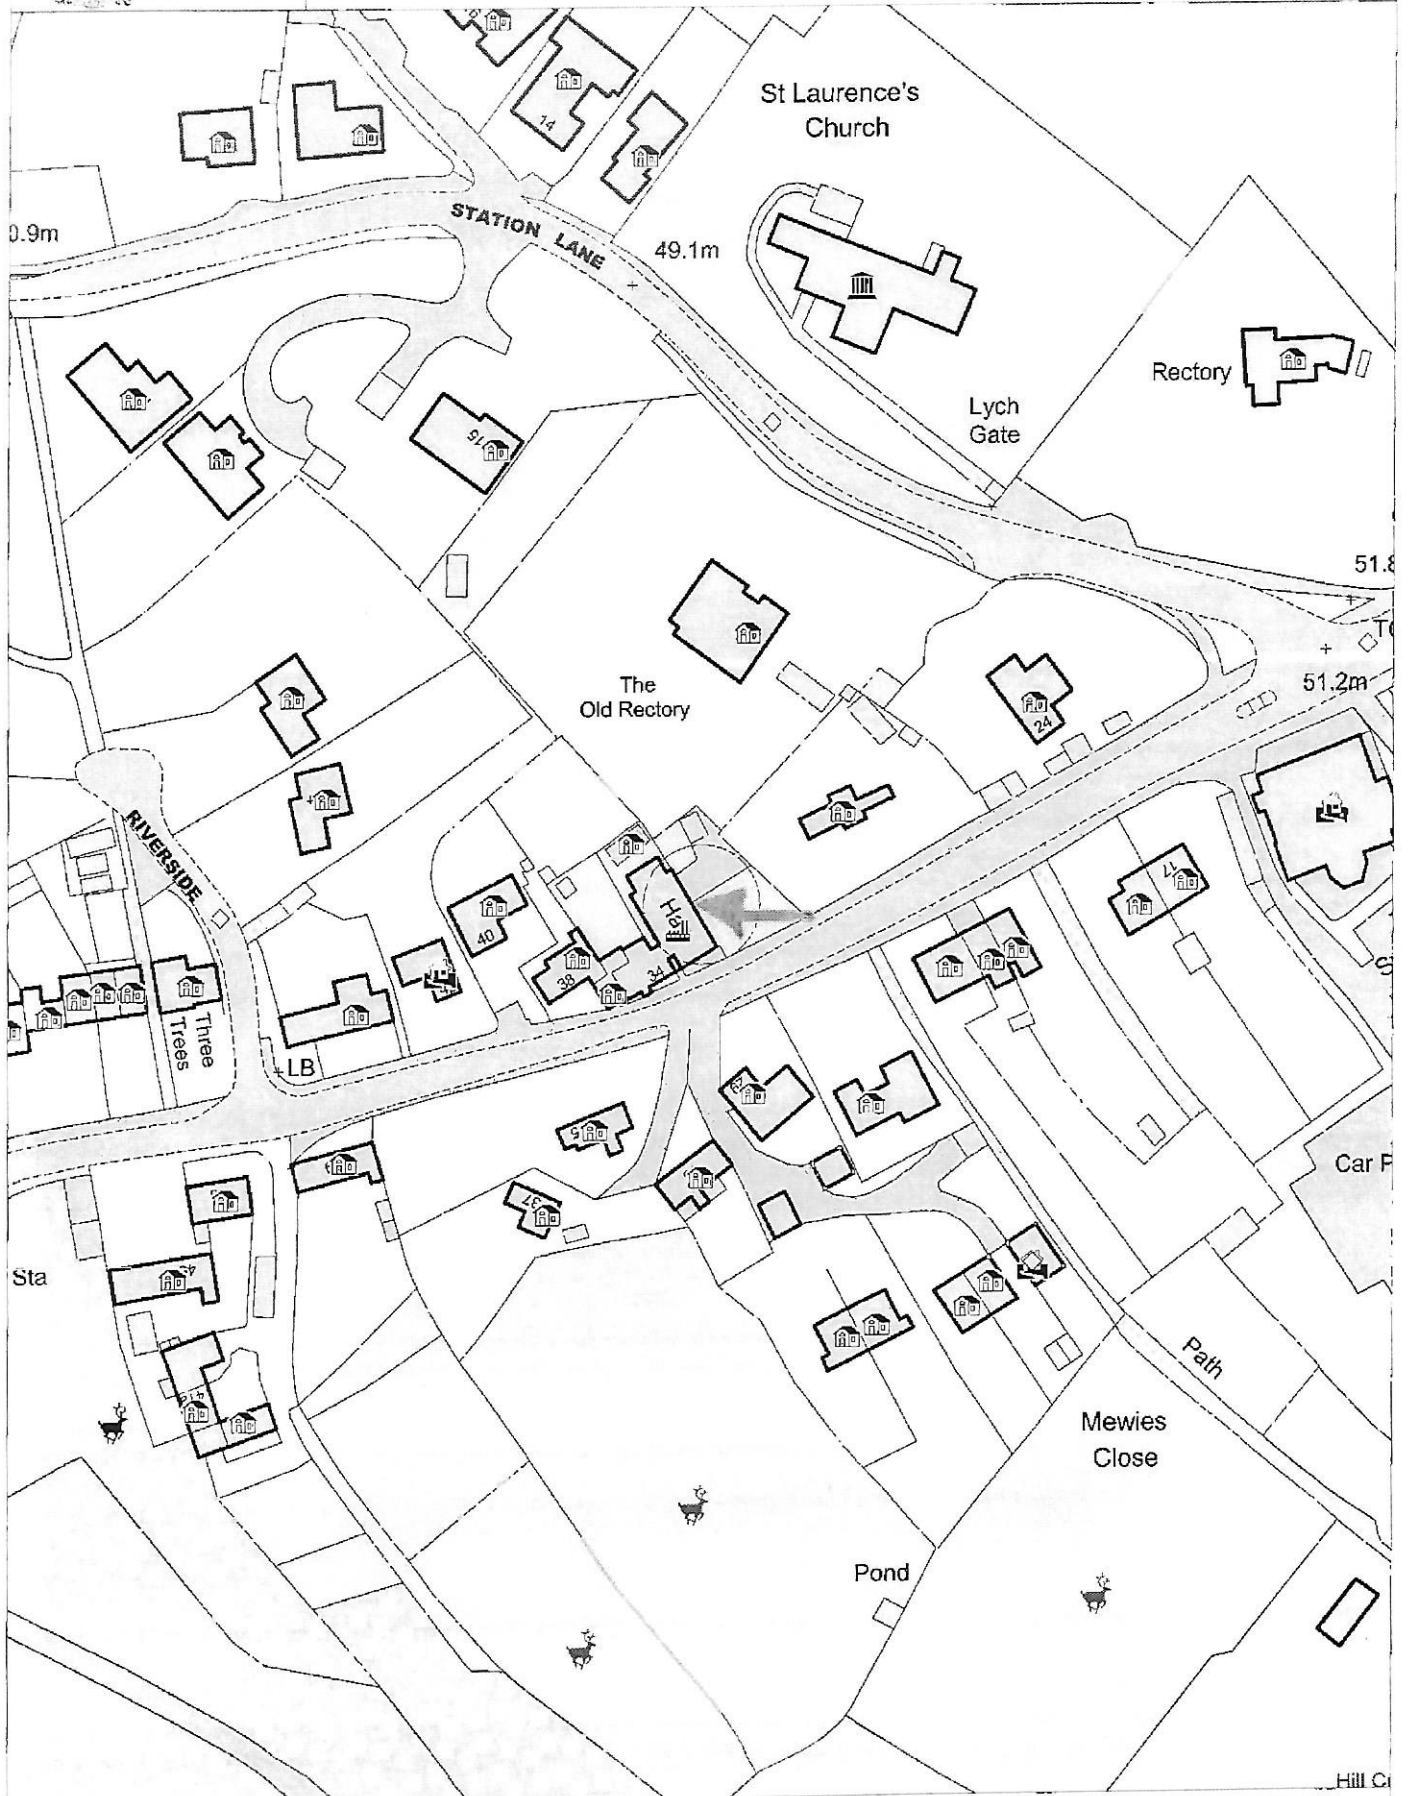 14
St Laurence's
Church
STATION LANE
0.9m
49.1m
Rectory
Lych
Gate
15
51.8
51.2m
The
Old Rectory
24
RIVERSIDE
17
Hall
40
38
34
Three
Trees
LB
5
37
Car P
Sta
Path
Mewies
Close
Pond
Hill Cr